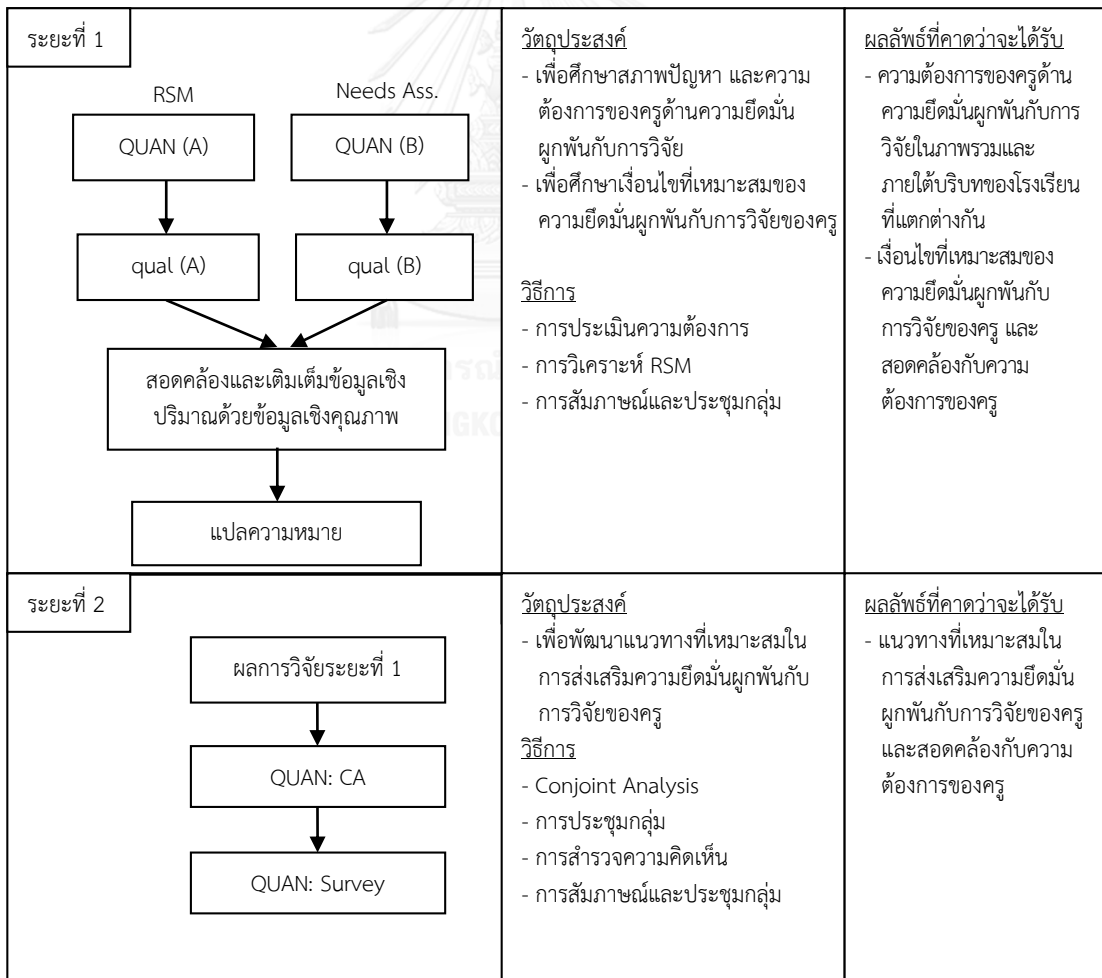 ระยะที่ 1
RSM
Needs Ass.
QUAN (A)
QUAN (B)
qual (A)
qual (B)
สอดคล้องและเติมเต็มข้อมูลเชิง
ปริมาณด้วยข้อมูลเชิงคุณภาพ
แปลความหมาย
วัตถุประสงค์
- เพื่อศึกษาสภาพปัญหา และความ
ต้องการของครูด้านความยึดมั่น
ผูกพันกับการวิจัย
- เพื่อศึกษาเงื่อนไขที่เหมาะสมของ
ความยึดมั่นผูกพันกับการวิจัยของครู
วิธีการ
- การประเมินความต้องการ
- การวิเคราะห์ RSM
- การสัมภาษณ์และประชุมกลุ่ม
ผลลัพธ์ที่คาดว่าจะได้รับ
- ความต้องการของครูด้าน
ความยึดมั่นผูกพันกับการ
วิจัยในภาพรวมและ
ภายใต้บริบทของโรงเรียน
ที่แตกต่างกัน
- เงื่อนไขที่เหมาะสมของ
ความยึดมั่นผูกพันกับ
การวิจัยของครู และ
สอดคล้องกับความ
ต้องการของครู
ระยะที่ 2
ผลการวิจัยระยะที่ 1
QUAN: CA
QUAN: Survey
วัตถุประสงค์
- เพื่อพัฒนาแนวทางที่เหมาะสมใน
การส่งเสริมความยึดมั่นผูกพันกับ
การวิจัยของครู
วิธีการ
- Conjoint Analysis
- การประชุมกลุ่ม
- การสำรวจความคิดเห็น
- การสัมภาษณ์และประชุมกลุ่ม
ผลลัพธ์ที่คาดว่าจะได้รับ
- แนวทางที่เหมาะสมใน
การส่งเสริมความยึดมั่น
ผูกพันกับการวิจัยของครู
และสอดคล้องกับความ
ต้องการของครู